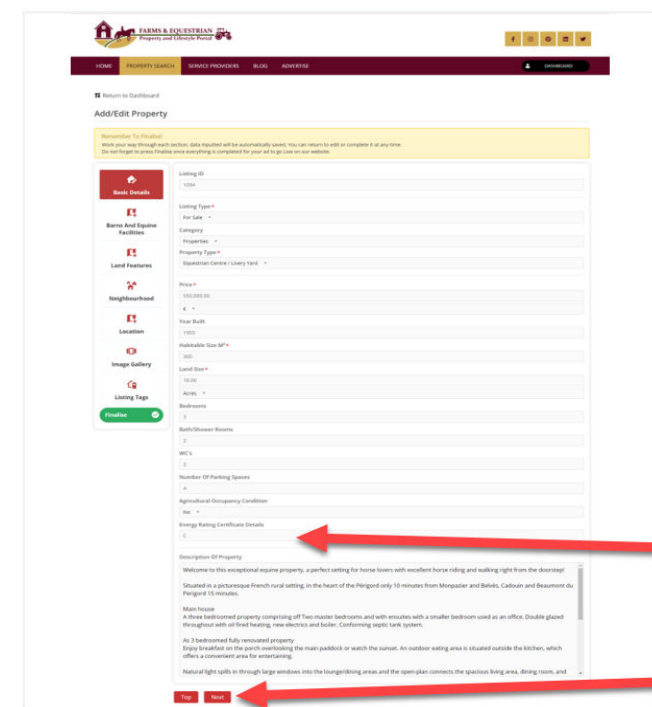 FARMS & EQUESTRIAN
Property and Lifestyle Portal
HOME PROPERTY SEARCH SERVICE PROVIDERS BLOG ADVERTISE DASHBOARD
Return to Dashboard
Add/Edit Property
Remember To Finalise!
Work your way through each section, data inputted will be automatically saved. You can return to edit or complete it at any time.
Do not forget to press Finalise once everything is completed for your ad to go Live on our website.
Basic Details
Barns And Equine
Facilities
Land Features
Neighbourhood
Location
Image Gallery
Listing Tags
Finalise
Listing ID
Listing Type*
For Sale
Category
Properties
Property Type*
Equestrian Centre / Livery Yard
Price*
€
Year Built
1995
Habitable Size M²*
300
Land Size*
Acres
Bedrooms
3
Bath/Shower Rooms
2
WC's
2
Number Of Parking Spaces
4
Agricultural Occupancy Condition
No
Energy Rating Certificate Details
C
Description Of Property
Welcome to this exceptional equine property, a perfect setting for horse lovers with excellent horse riding and walking right from the doorstep!
Situated in a picturesque French rural setting, in the heart of the Périgord only 10 minutes from Monpazier and Belvès, Cadouin and Beaumont du
Perigord 15 minutes.
Main house
A three bedroomed property comprising off Two master bedrooms and with ensuites with a smaller bedroom used as an office. Double glazed
throughout with oil fired heating, new electrics and boiler. Conforming septic tank system.
As 3 bedroomed fully renovated property
Enjoy breakfast on the porch overlooking the main paddock or watch the sunset. An outdoor eating area is situated outside the kitchen, which
offers a convenient area for entertaining.
Natural light spills in through large windows into the lounge/dining areas and the open-plan connects the spacious living area, dining room, and
Top Next